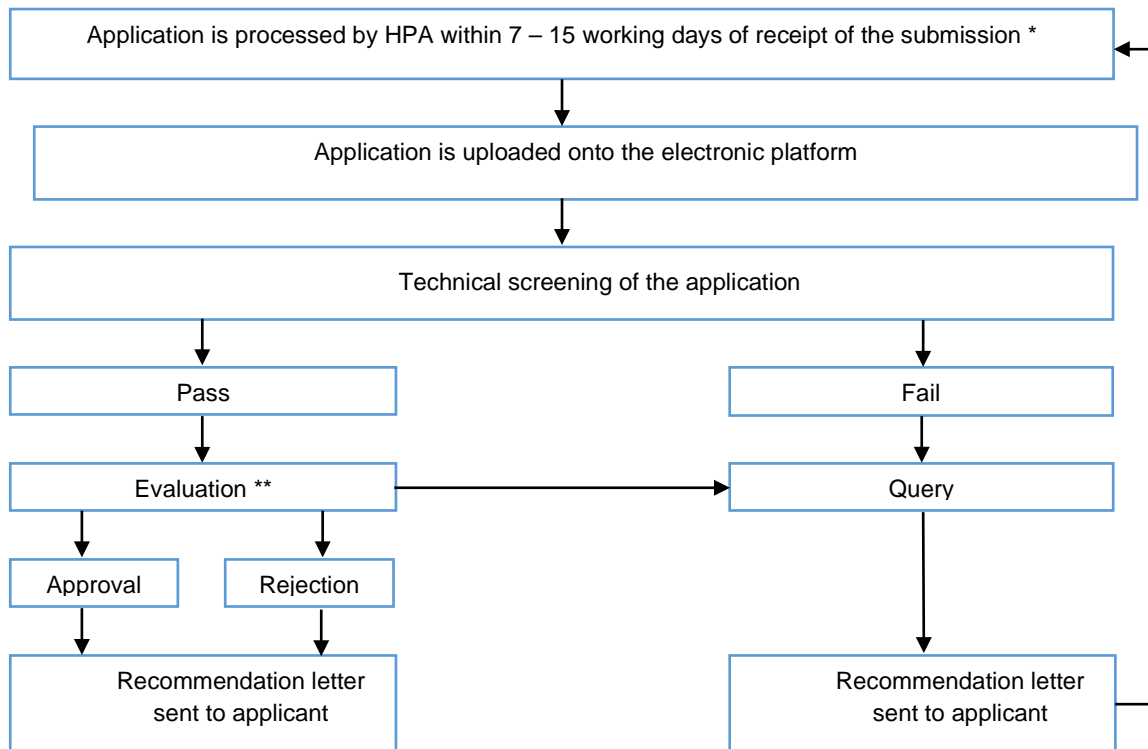 Application is processed by HPA within 7 – 15 working days of receipt of the submission *
Application is uploaded onto the electronic platform
Technical screening of the application
Pass
Fail
Evaluation **
Query
Approval
Rejection
Recommendation letter
sent to applicant
Recommendation letter
sent to applicant